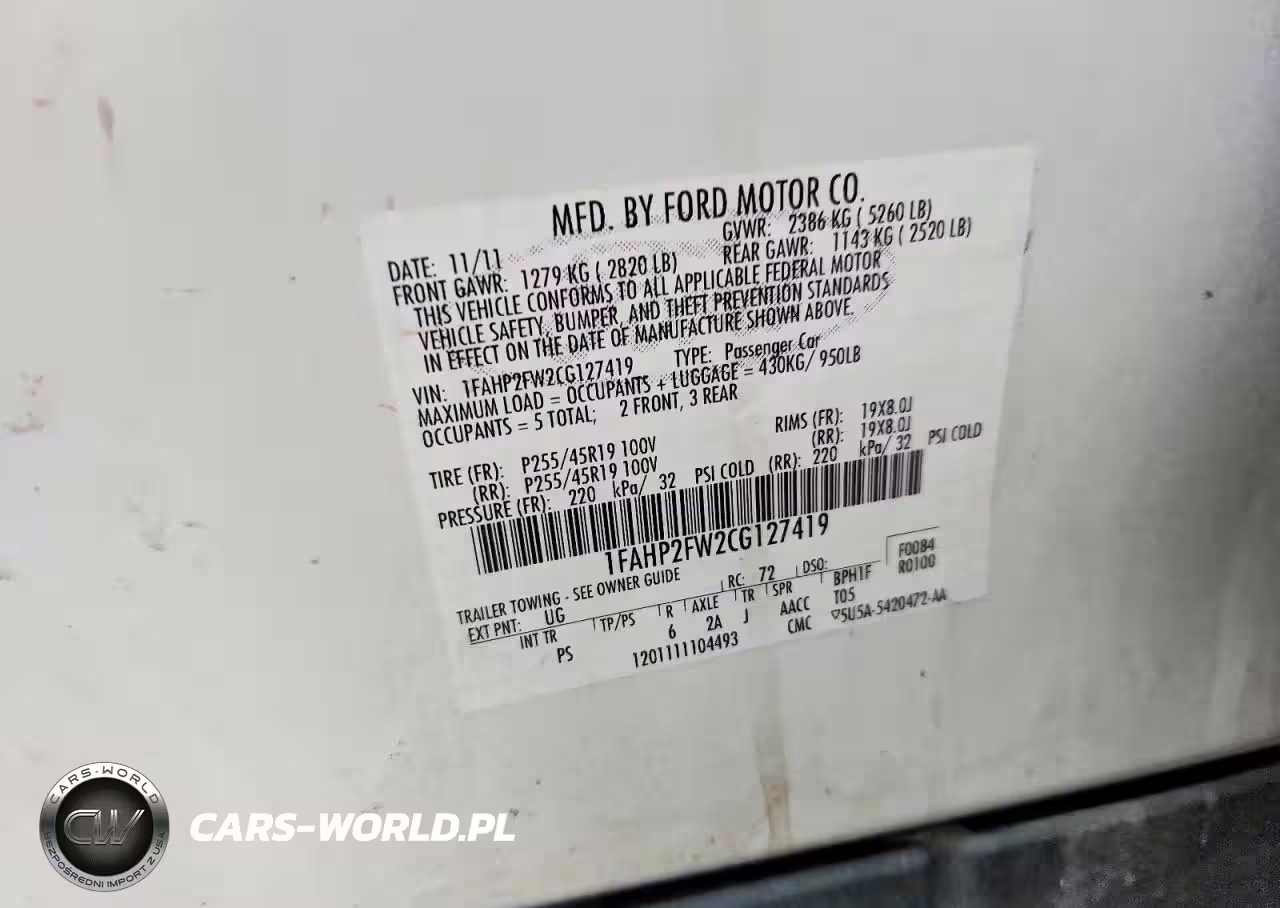 MFD. BY FORD MOTOR CO.
DATE: 11/11 GVWR: 2386 KG ( 5260 LB)
FRONT GAWR: 1279 KG ( 2820 LB) REAR GAWR: 1143 KG ( 2520 LB)
THIS VEHICLE CONFORMS TO ALL APPLICABLE FEDERAL MOTOR
VEHICLE SAFETY, BUMPER, AND THEFT PREVENTION STANDARDS
IN EFFECT ON THE DATE OF MANUFACTURE SHOWN ABOVE.
VIN: 1FAHP2FW2CG127419 TYPE: Passenger Car
MAXIMUM LOAD = OCCUPANTS + LUGGAGE = 430KG/ 950LB
OCCUPANTS = 5 TOTAL; 2 FRONT, 3 REAR
TIRE (FR): P255/45R19 100V RIMS (FR): 19X8.0J
(RR): P255/45R19 100V (RR): 19X8.0J
PRESSURE (FR): 220 kPa/ 32 PSI COLD (RR): 220 kPa/ 32 PSI COLD
1FAHP2FW2CG127419
TRAILER TOWING - SEE OWNER GUIDE
F0084
EXT PNT: UG RC: 72 DSO: R0100
INT TR TP/PS R AXLE TR SPR BPH1F
PS 6 2A J AACC T05
1201111104493 CMC ▽5U5A-5420472-AA
CARS-WORLD
CW
BEZPOŚREDNI IMPORT Z USA
CARS-WORLD.PL